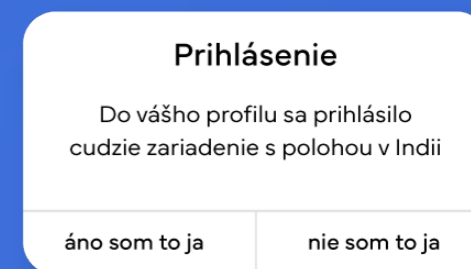 Prihlásenie
Do vášho profilu sa prihlásilo
cudzie zariadenie s polohou v Indii
áno som to ja
nie som to ja